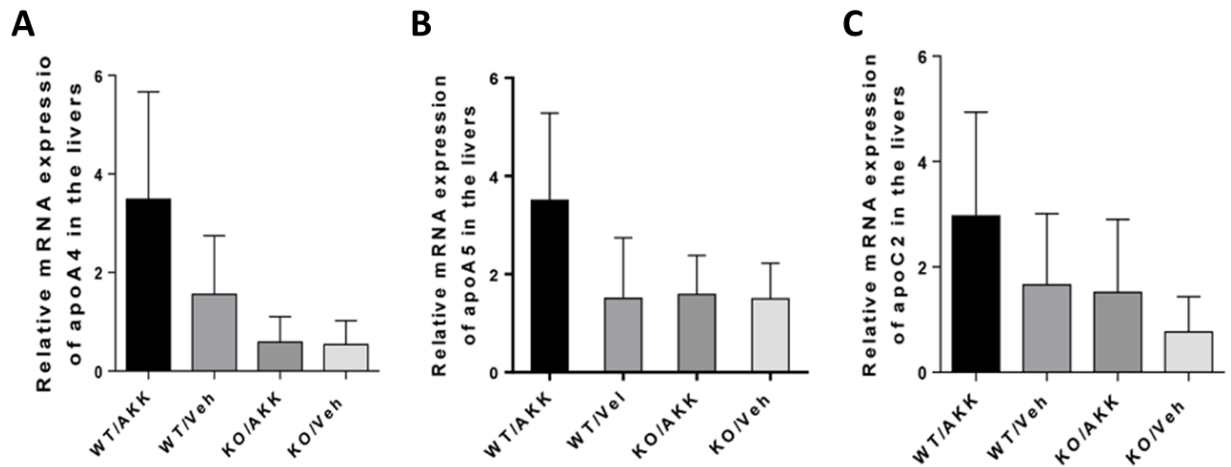 A
Relative mRNA expressio
of apoA4 in the livers
6
4
2
0
WT/AKK
WT/Veh
KO/AKK
KO/Veh
B
Relative mRNA expression
of apoA5 in the livers
6
4
2
0
WT/AKK
WT/Vel
KO/AKK
KO/Veh
C
Relative mRNA expression
of apoC2 in the livers
6
4
2
0
WT/AKK
WT/Veh
KO/AKK
KO/Veh